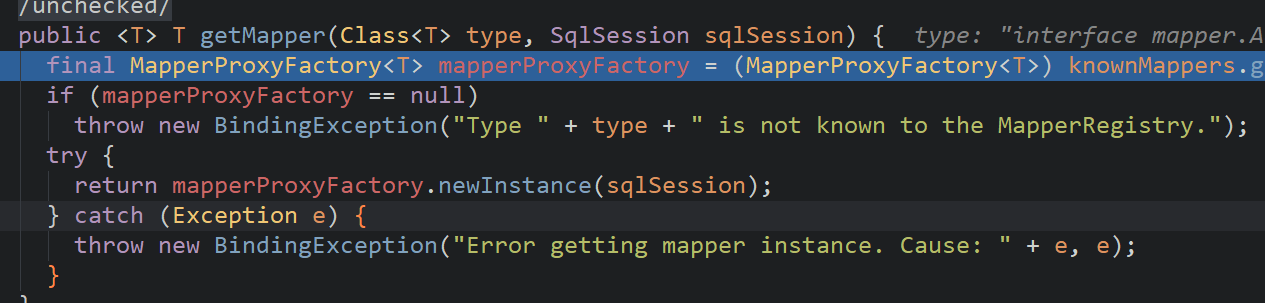 /unchecked/
public <T> T getMapper(Class<T> type, SqlSession sqlSession) {  type: "interface mapper.A
final MapperProxyFactory<T> mapperProxyFactory = (MapperProxyFactory<T>) knownMappers.g
if (mapperProxyFactory == null)
throw new BindingException("Type " + type + " is not known to the MapperRegistry.");
try {
return mapperProxyFactory.newInstance(sqlSession);
} catch (Exception e) {
throw new BindingException("Error getting mapper instance. Cause: " + e, e);
}
}